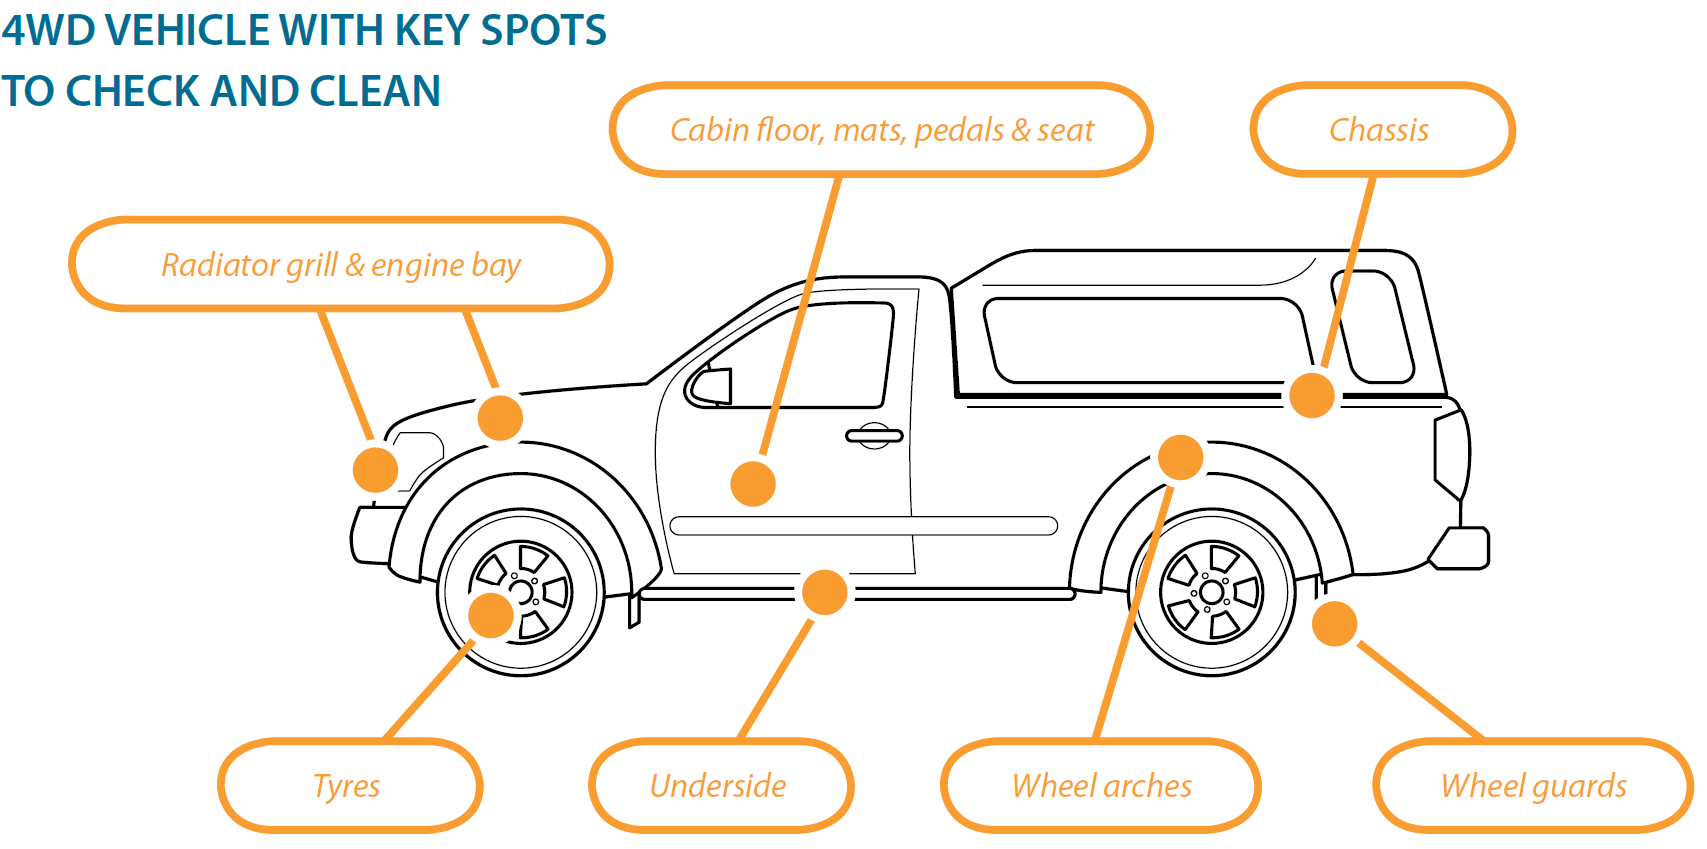 4WD VEHICLE WITH KEY SPOTS
TO CHECK AND CLEAN
Cabin floor, mats, pedals & seat
Chassis
Radiator grill & engine bay
Tyres
Underside
Wheel arches
Wheel guards